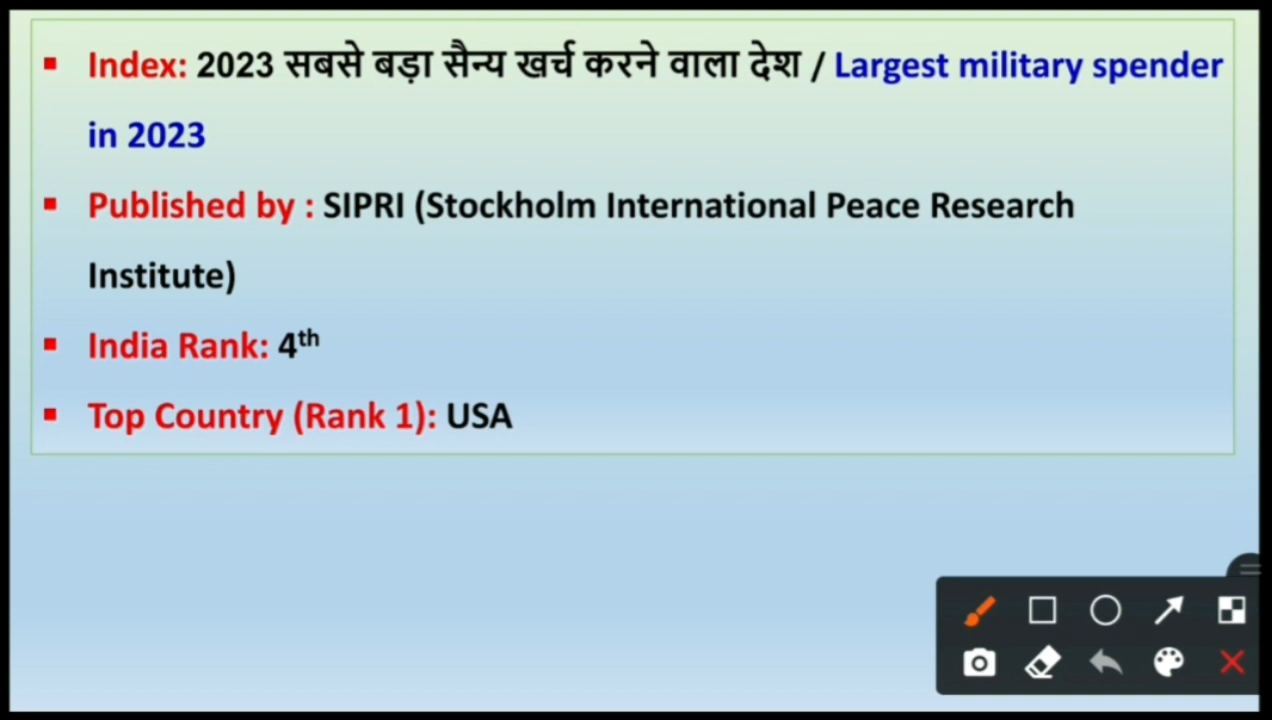 ▪ Index: 2023 सबसे बड़ा सैन्य खर्च करने वाला देश / Largest military spender
in 2023
▪ Published by : SIPRI (Stockholm International Peace Research
Institute)
▪ India Rank: 4th
▪ Top Country (Rank 1): USA